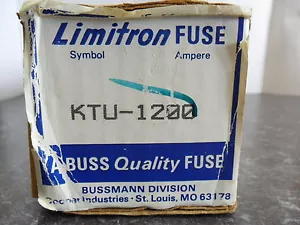 Limitron FUSE
Symbol Ampere
KTU-1200
BUSS Quality FUSE
BUSSMANN DIVISION
Cooper Industries · St. Louis, MO 63178